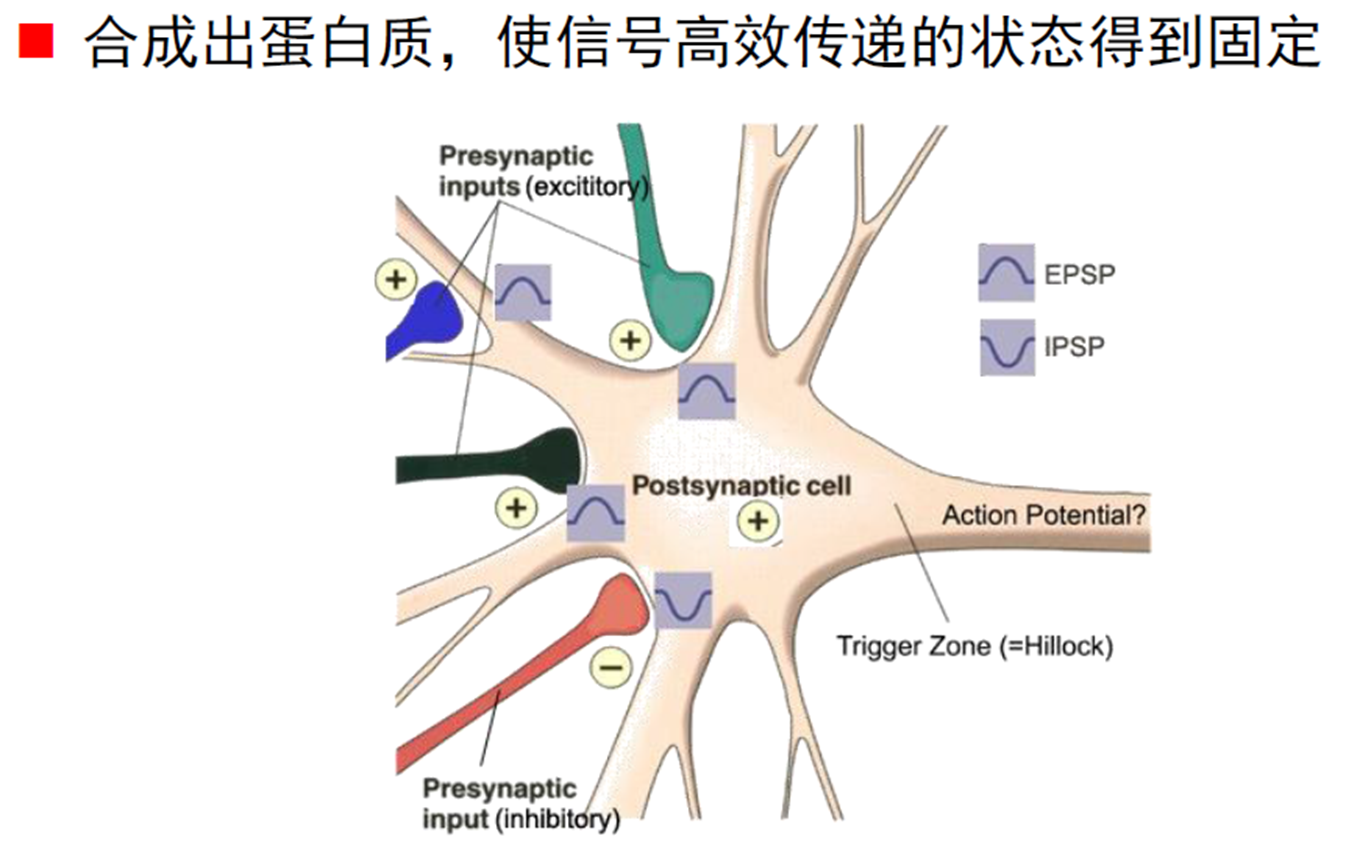 合成出蛋白质，使信号高效传递的状态得到固定
Presynaptic
inputs (excititory)
+
+
EPSP
IPSP
+
Postsynaptic cell
+
Action Potential?
Trigger Zone (=Hillock)
−
Presynaptic
input (inhibitory)